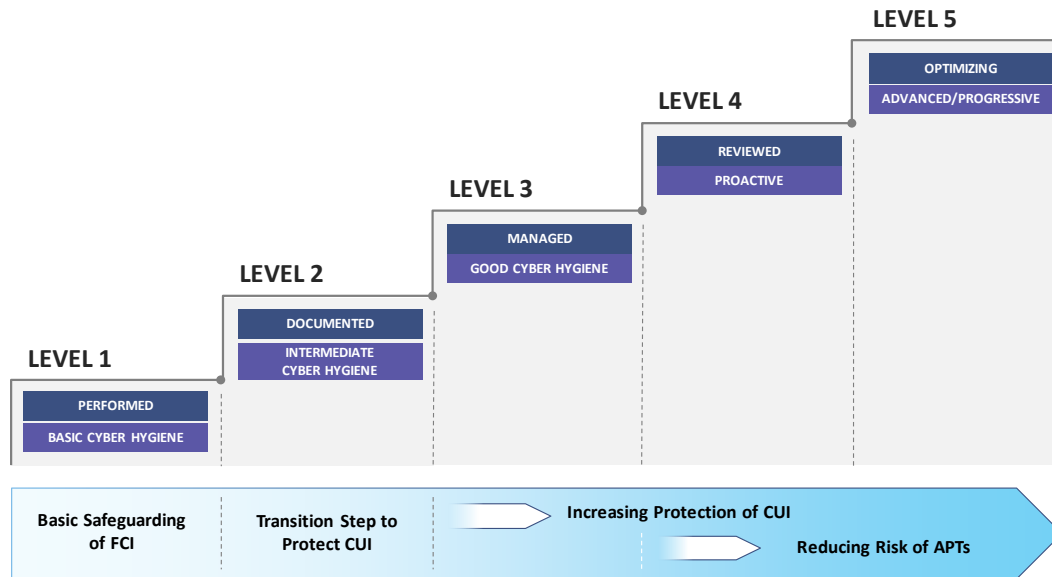 LEVEL 5
OPTIMIZING
ADVANCED/PROGRESSIVE
LEVEL 4
REVIEWED
PROACTIVE
LEVEL 3
MANAGED
GOOD CYBER HYGIENE
LEVEL 2
DOCUMENTED
INTERMEDIATE
CYBER HYGIENE
LEVEL 1
PERFORMED
BASIC CYBER HYGIENE
Basic Safeguarding
of FCI
Transition Step to
Protect CUI
Increasing Protection of CUI
Reducing Risk of APTs